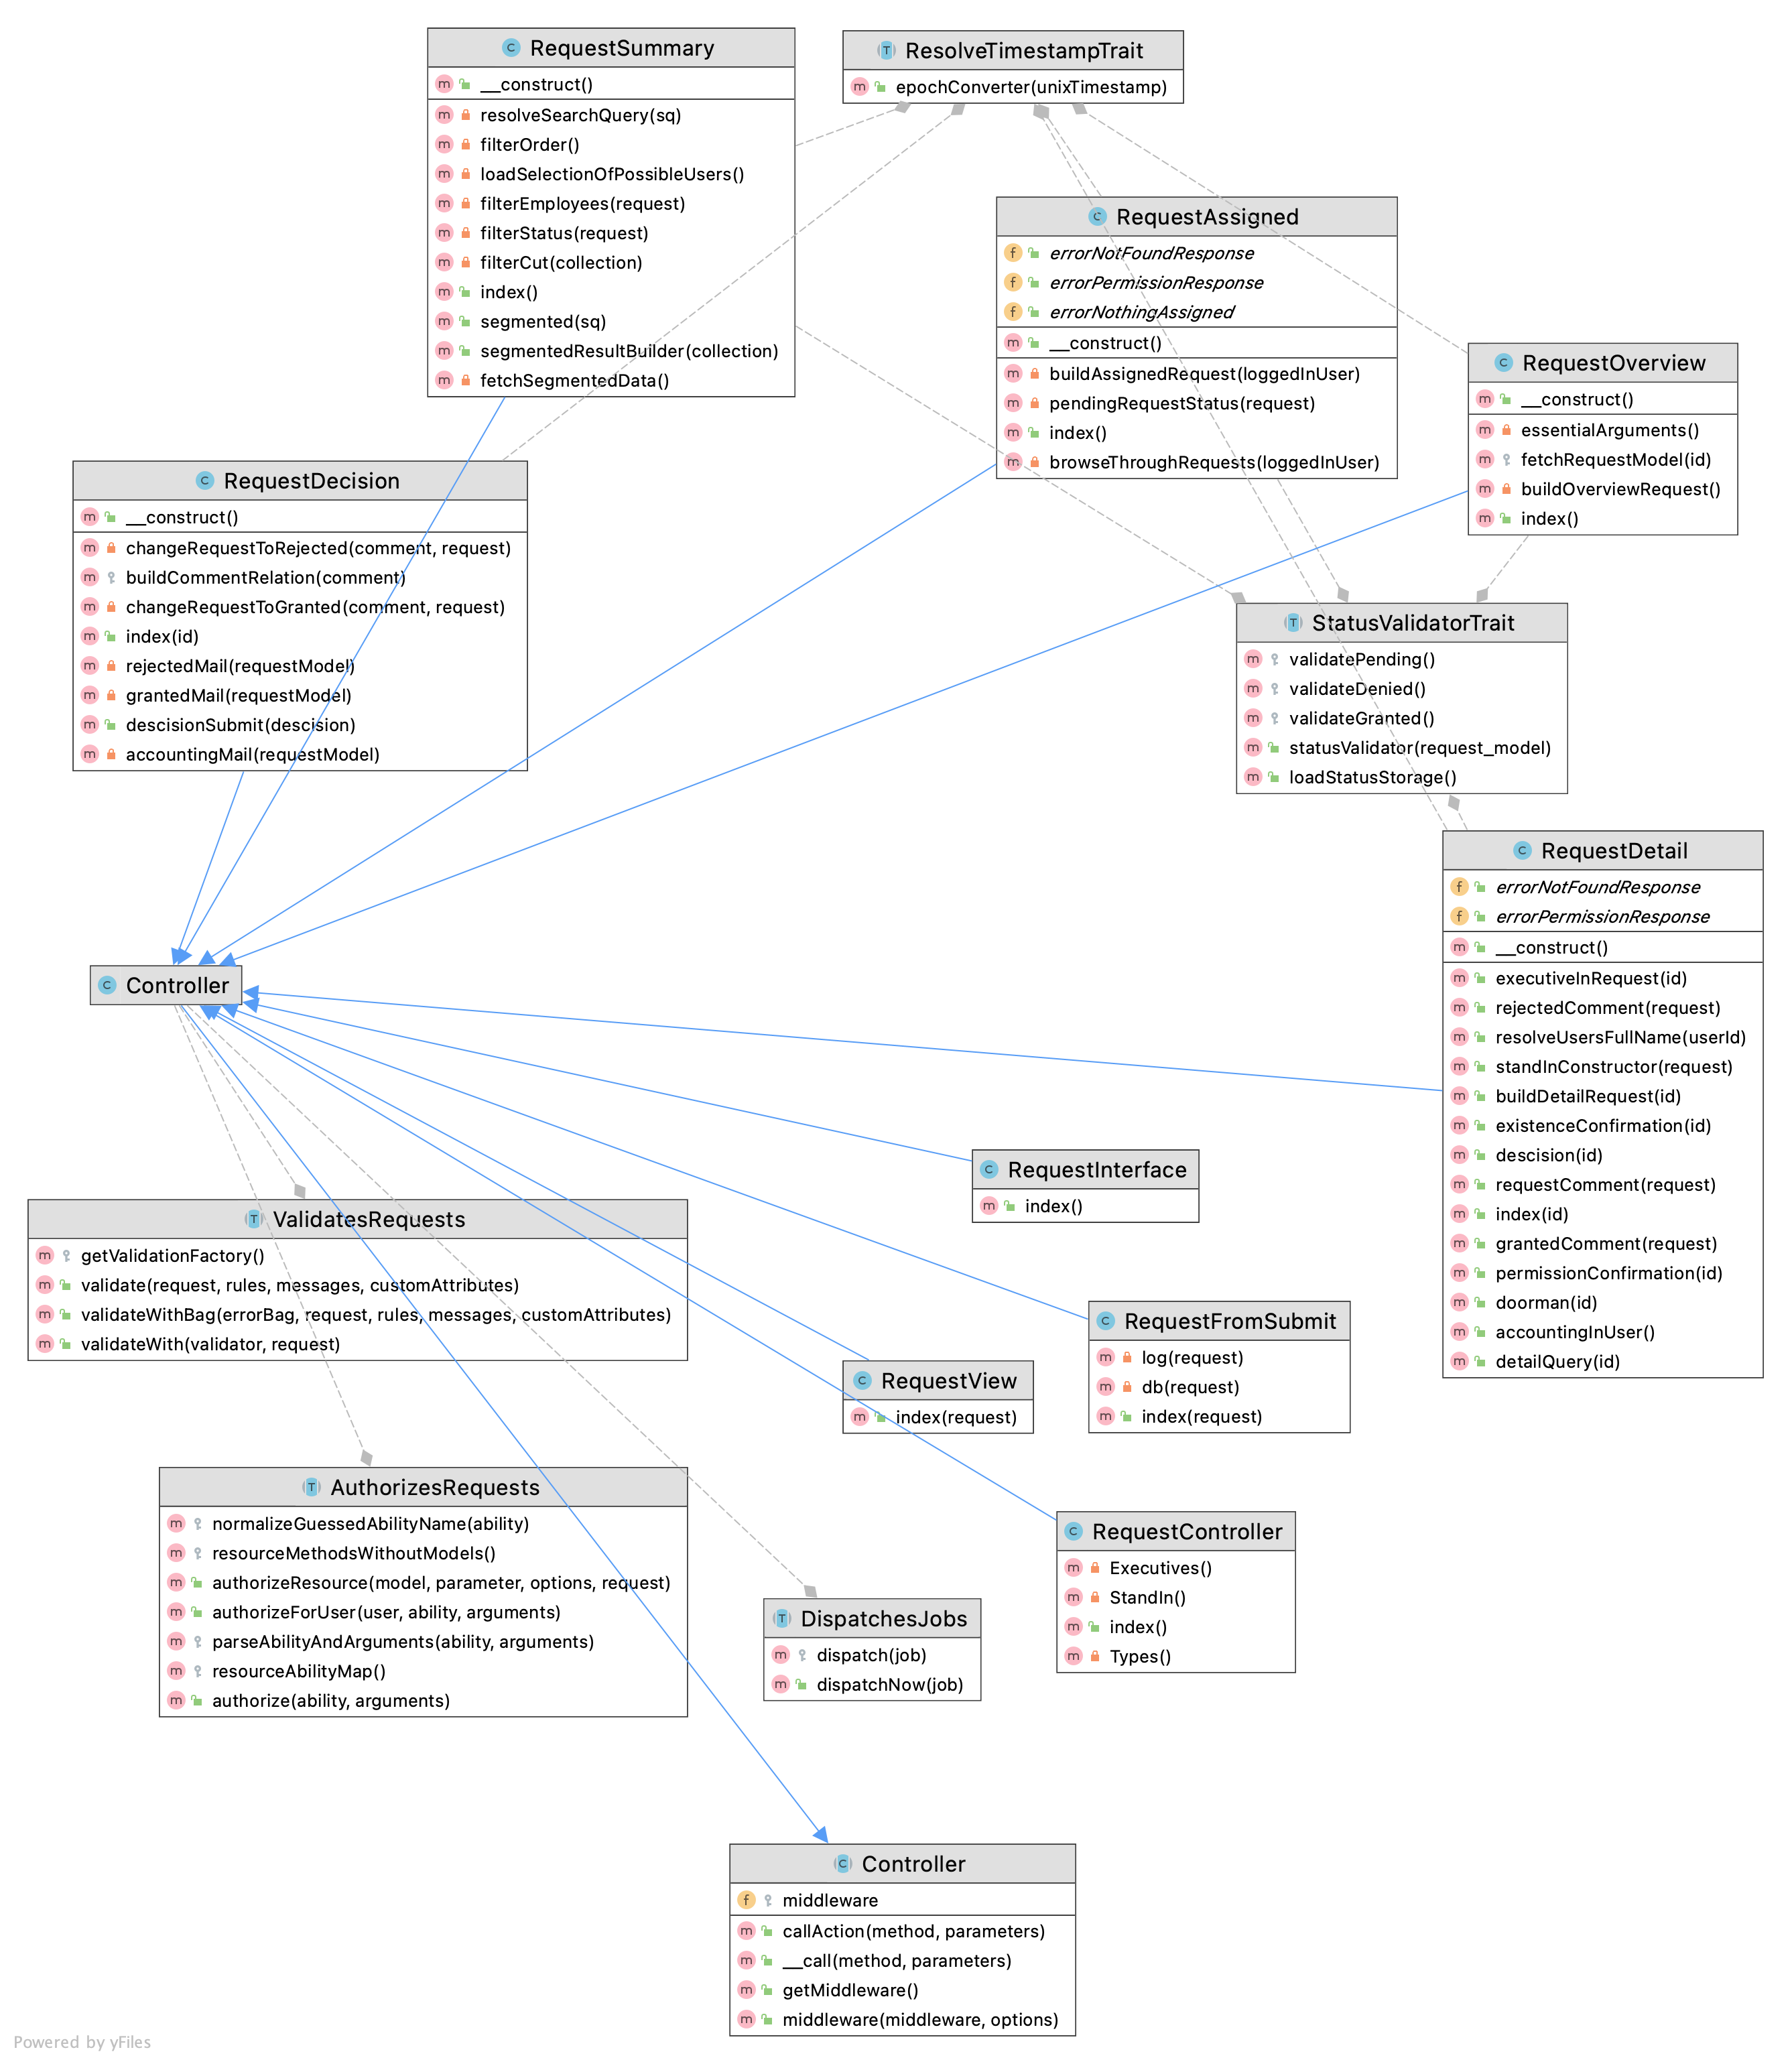 RequestSummary
__construct()
resolveSearchQuery(sq)
filterOrder()
loadSelectionOfPossibleUsers()
filterEmployees(request)
filterStatus(request)
filterCut(collection)
index()
segmented(sq)
segmentedResultBuilder(collection)
fetchSegmentedData()
ResolveTimestampTrait
epochConverter(unixTimestamp)
RequestAssigned
errorNotFoundResponse
errorPermissionResponse
errorNothingAssigned
__construct()
buildAssignedRequest(loggedInUser)
pendingRequestStatus(request)
index()
browseThroughRequests(loggedInUser)
RequestOverview
__construct()
essentialArguments()
fetchRequestModel(id)
buildOverviewRequest()
index()
RequestDecision
__construct()
changeRequestToRejected(comment, request)
buildCommentRelation(comment)
changeRequestToGranted(comment, request)
index(id)
rejectedMail(requestModel)
grantedMail(requestModel)
descisionSubmit(descision)
accountingMail(requestModel)
StatusValidatorTrait
validatePending()
validateDenied()
validateGranted()
statusValidator(request_model)
loadStatusStorage()
RequestDetail
errorNotFoundResponse
errorPermissionResponse
__construct()
executiveInRequest(id)
rejectedComment(request)
resolveUsersFullName(userId)
standInConstructor(request)
buildDetailRequest(id)
existenceConfirmation(id)
descision(id)
requestComment(request)
index(id)
grantedComment(request)
permissionConfirmation(id)
doorman(id)
accountingInUser()
detailQuery(id)
Controller
RequestInterface
index()
ValidatesRequests
getValidationFactory()
validate(request, rules, messages, customAttributes)
validateWithBag(errorBag, request, rules, messages, customAttributes)
validateWith(validator, request)
RequestFromSubmit
log(request)
db(request)
index(request)
RequestView
index(request)
AuthorizesRequests
normalizeGuessedAbilityName(ability)
resourceMethodsWithoutModels()
authorizeResource(model, parameter, options, request)
authorizeForUser(user, ability, arguments)
parseAbilityAndArguments(ability, arguments)
resourceAbilityMap()
authorize(ability, arguments)
RequestController
Executives()
StandIn()
index()
Types()
DispatchesJobs
dispatch(job)
dispatchNow(job)
Controller
middleware
callAction(method, parameters)
__call(method, parameters)
getMiddleware()
middleware(middleware, options)
Powered by yFiles